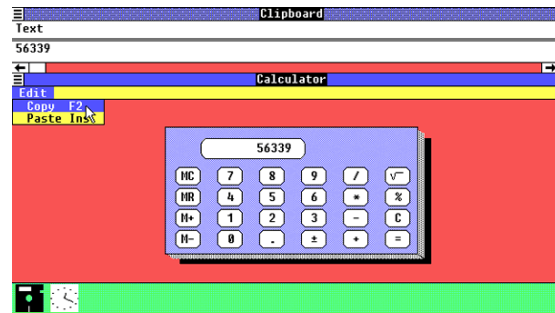 Clipboard
Text
56339
Calculator
Edit
Copy F2
Paste Ins
56339
MC 7 8 9 / √
MR 4 5 6 * %
M+ 1 2 3 - C
M- 0 . ± + =